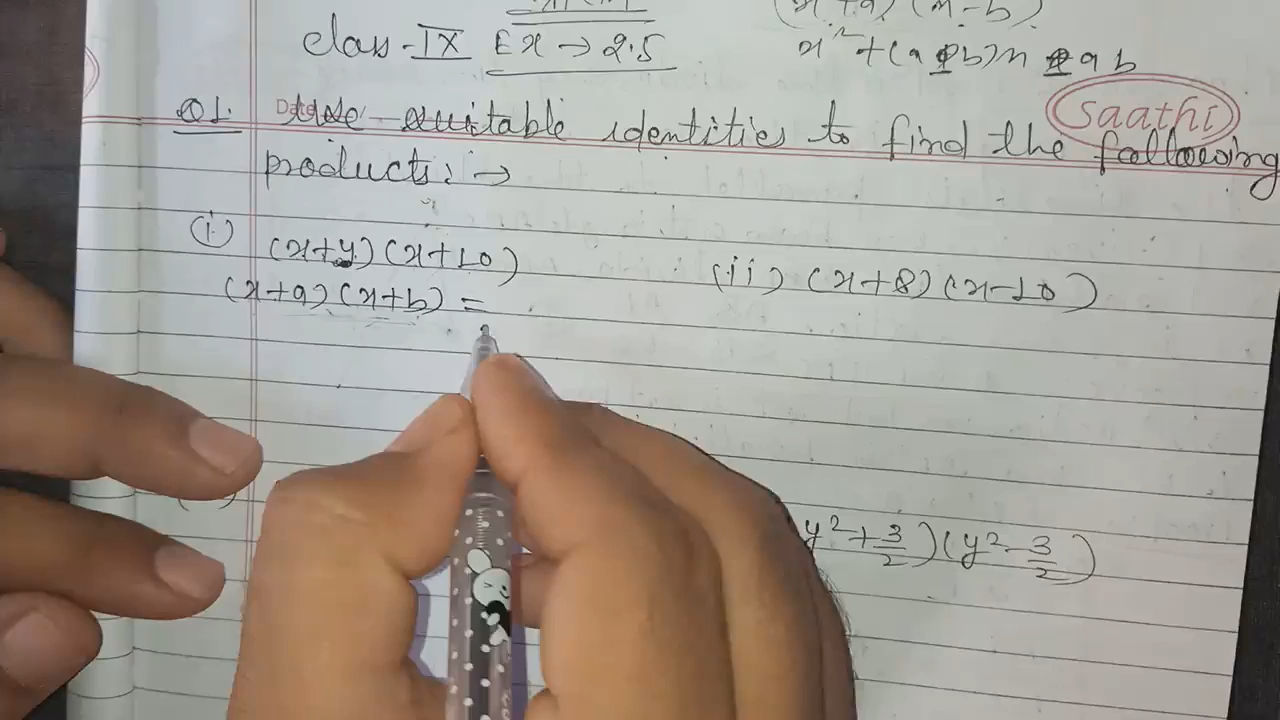 (x+a)(x-b)
Class-IX Ex → 2.5
x²+(a b)x ab
Saathi
Date
Q1. Use suitable identities to find the following
products: →
(i) (x+y)(x+10) (ii) (x+8)(x-10)
(x+a)(x+b) =
y²+3/2)(y²-3/2)